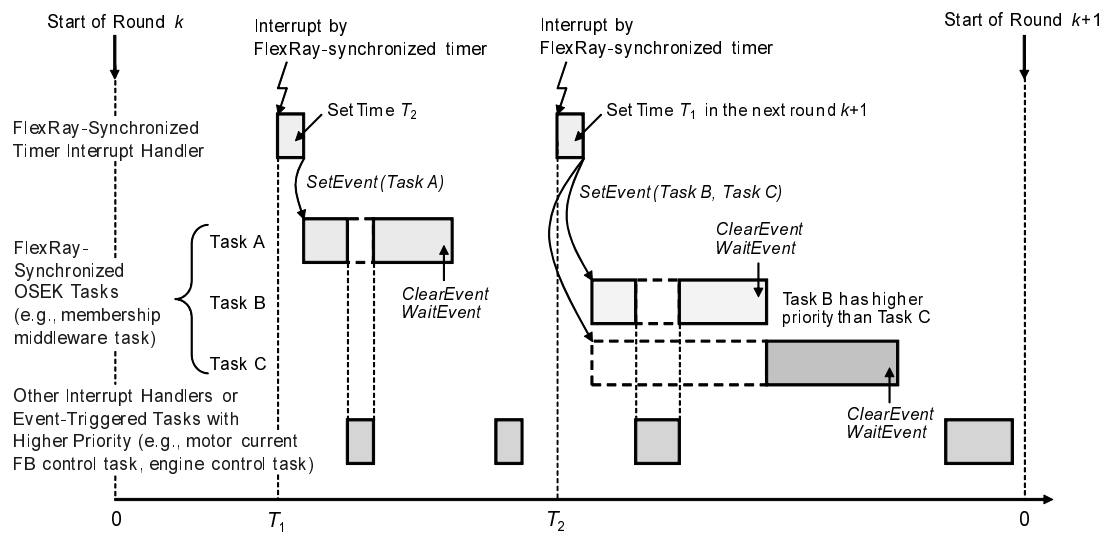 Start of Round k
Interrupt by
FlexRay-synchronized timer
Interrupt by
FlexRay-synchronized timer
Start of Round k+1
FlexRay-Synchronized
Timer Interrupt Handler
Set Time T2
Set Time T1 in the next round k+1
SetEvent(Task A)
SetEvent(Task B, Task C)
FlexRay-
Synchronized
OSEK Tasks
(e.g., membership
middleware task)
Task A
Task B
Task C
ClearEvent
WaitEvent
ClearEvent
WaitEvent
Task B has higher
priority than Task C
ClearEvent
WaitEvent
Other Interrupt Handlers or
Event-Triggered Tasks with
Higher Priority (e.g., motor current
FB control task, engine control task)
0
T1
T2
0